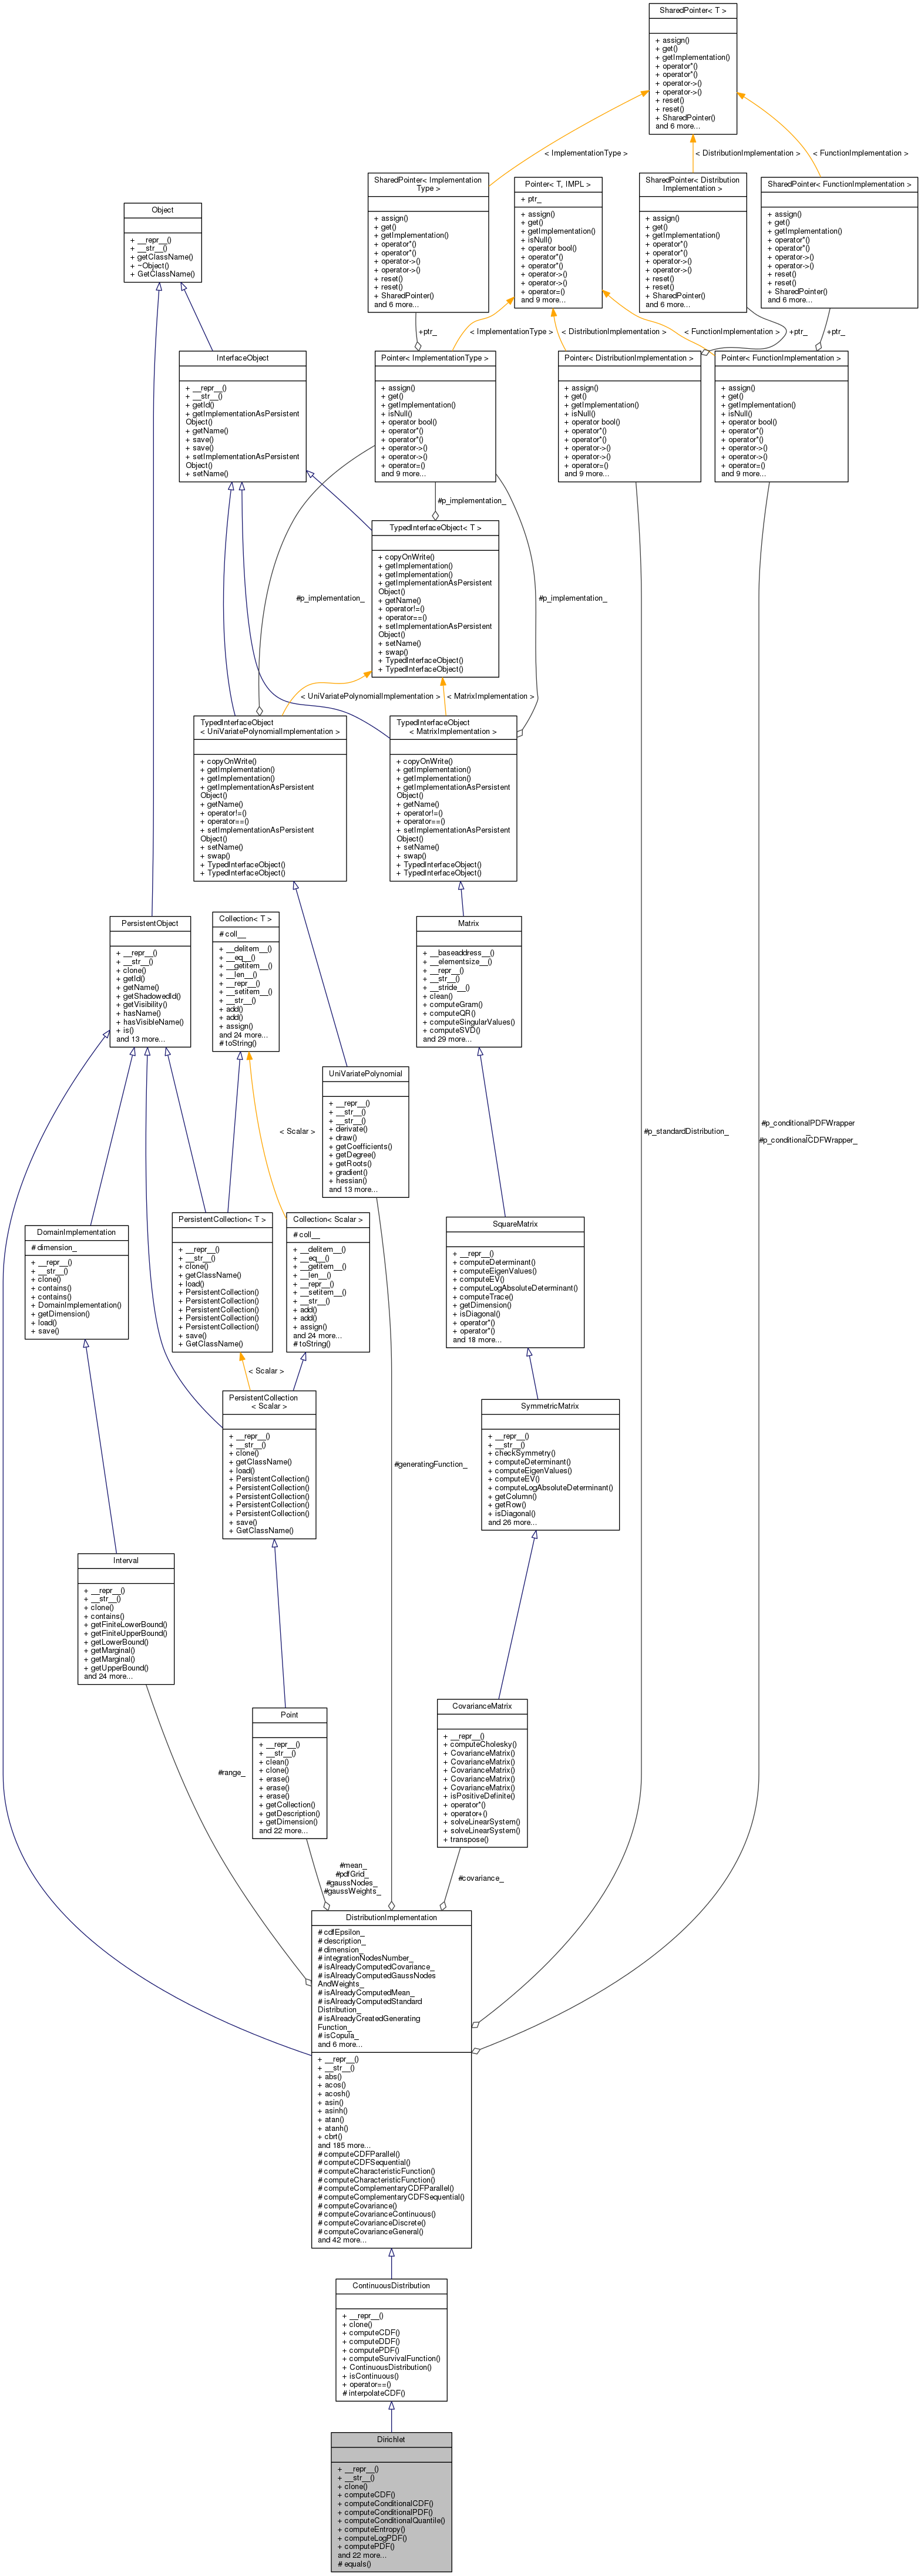 SharedPointer< T >
+ assign()
+ get()
+ getImplementation()
+ operator*()
+ operator*()
+ operator->()
+ operator->()
+ reset()
+ reset()
+ SharedPointer()
and 6 more...
< ImplementationType >
< DistributionImplementation >
< FunctionImplementation >
SharedPointer< Implementation
Type >
+ assign()
+ get()
+ getImplementation()
+ operator*()
+ operator*()
+ operator->()
+ operator->()
+ reset()
+ reset()
+ SharedPointer()
and 6 more...
Pointer< T, IMPL >
+ ptr_
+ assign()
+ get()
+ getImplementation()
+ isNull()
+ operator bool()
+ operator*()
+ operator*()
+ operator->()
+ operator->()
+ operator=()
and 9 more...
SharedPointer< Distribution
Implementation >
+ assign()
+ get()
+ getImplementation()
+ operator*()
+ operator*()
+ operator->()
+ operator->()
+ reset()
+ reset()
+ SharedPointer()
and 6 more...
SharedPointer< FunctionImplementation >
+ assign()
+ get()
+ getImplementation()
+ operator*()
+ operator*()
+ operator->()
+ operator->()
+ reset()
+ reset()
+ SharedPointer()
and 6 more...
Object
+ __repr__()
+ __str__()
+ getClassName()
+ ~Object()
+ GetClassName()
+ptr_
< ImplementationType >
< DistributionImplementation >
< FunctionImplementation >
+ptr_
+ptr_
InterfaceObject
+ __repr__()
+ __str__()
+ getId()
+ getImplementationAsPersistent
Object()
+ getName()
+ save()
+ save()
+ setImplementationAsPersistent
Object()
+ setName()
Pointer< ImplementationType >
+ assign()
+ get()
+ getImplementation()
+ isNull()
+ operator bool()
+ operator*()
+ operator*()
+ operator->()
+ operator->()
+ operator=()
and 9 more...
Pointer< DistributionImplementation >
+ assign()
+ get()
+ getImplementation()
+ isNull()
+ operator bool()
+ operator*()
+ operator*()
+ operator->()
+ operator->()
+ operator=()
and 9 more...
Pointer< FunctionImplementation >
+ assign()
+ get()
+ getImplementation()
+ isNull()
+ operator bool()
+ operator*()
+ operator*()
+ operator->()
+ operator->()
+ operator=()
and 9 more...
#p_implementation_
TypedInterfaceObject< T >
+ copyOnWrite()
+ getImplementation()
+ getImplementation()
+ getImplementationAsPersistent
Object()
+ getName()
+ operator!=()
+ operator==()
+ setImplementationAsPersistent
Object()
+ setName()
+ swap()
+ TypedInterfaceObject()
+ TypedInterfaceObject()
#p_implementation_
#p_implementation_
< UniVariatePolynomialImplementation >
< MatrixImplementation >
TypedInterfaceObject
< UniVariatePolynomialImplementation >
+ copyOnWrite()
+ getImplementation()
+ getImplementation()
+ getImplementationAsPersistent
Object()
+ getName()
+ operator!=()
+ operator==()
+ setImplementationAsPersistent
Object()
+ setName()
+ swap()
+ TypedInterfaceObject()
+ TypedInterfaceObject()
TypedInterfaceObject
< MatrixImplementation >
+ copyOnWrite()
+ getImplementation()
+ getImplementation()
+ getImplementationAsPersistent
Object()
+ getName()
+ operator!=()
+ operator==()
+ setImplementationAsPersistent
Object()
+ setName()
+ swap()
+ TypedInterfaceObject()
+ TypedInterfaceObject()
PersistentObject
+ __repr__()
+ __str__()
+ clone()
+ getId()
+ getName()
+ getShadowedId()
+ getVisibility()
+ hasName()
+ hasVisibleName()
+ is()
and 13 more...
Collection< T >
# coll__
+ __delitem__()
+ __eq__()
+ __getitem__()
+ __len__()
+ __repr__()
+ __setitem__()
+ __str__()
+ add()
+ add()
+ assign()
and 24 more...
# toString()
Matrix
+ __baseaddress__()
+ __elementsize__()
+ __repr__()
+ __str__()
+ __stride__()
+ clean()
+ computeGram()
+ computeQR()
+ computeSingularValues()
+ computeSVD()
and 29 more...
UniVariatePolynomial
+ __repr__()
+ __str__()
+ __str__()
+ derivate()
+ draw()
+ getCoefficients()
+ getDegree()
+ getRoots()
+ gradient()
+ hessian()
and 13 more...
< Scalar >
#p_standardDistribution_
#p_conditionalPDFWrapper
_
#p_conditionalCDFWrapper_
DomainImplementation
# dimension_
+ __repr__()
+ __str__()
+ clone()
+ contains()
+ contains()
+ DomainImplementation()
+ getDimension()
+ load()
+ save()
PersistentCollection< T >
+ __repr__()
+ __str__()
+ clone()
+ getClassName()
+ load()
+ PersistentCollection()
+ PersistentCollection()
+ PersistentCollection()
+ PersistentCollection()
+ PersistentCollection()
+ save()
+ GetClassName()
Collection< Scalar >
# coll__
+ __delitem__()
+ __eq__()
+ __getitem__()
+ __len__()
+ __repr__()
+ __setitem__()
+ __str__()
+ add()
+ add()
+ assign()
and 24 more...
# toString()
SquareMatrix
+ __repr__()
+ computeDeterminant()
+ computeEigenValues()
+ computeEV()
+ computeLogAbsoluteDeterminant()
+ computeTrace()
+ getDimension()
+ isDiagonal()
+ operator*()
+ operator*()
and 18 more...
< Scalar >
PersistentCollection
< Scalar >
+ __repr__()
+ __str__()
+ clone()
+ getClassName()
+ load()
+ PersistentCollection()
+ PersistentCollection()
+ PersistentCollection()
+ PersistentCollection()
+ PersistentCollection()
+ save()
+ GetClassName()
SymmetricMatrix
+ __repr__()
+ __str__()
+ checkSymmetry()
+ computeDeterminant()
+ computeEigenValues()
+ computeEV()
+ computeLogAbsoluteDeterminant()
+ getColumn()
+ getRow()
+ isDiagonal()
and 26 more...
#generatingFunction_
Interval
+ __repr__()
+ __str__()
+ clone()
+ contains()
+ getFiniteLowerBound()
+ getFiniteUpperBound()
+ getLowerBound()
+ getMarginal()
+ getMarginal()
+ getUpperBound()
and 24 more...
Point
+ __repr__()
+ __str__()
+ clean()
+ clone()
+ erase()
+ erase()
+ erase()
+ getCollection()
+ getDescription()
+ getDimension()
and 22 more...
CovarianceMatrix
+ __repr__()
+ computeCholesky()
+ CovarianceMatrix()
+ CovarianceMatrix()
+ CovarianceMatrix()
+ CovarianceMatrix()
+ CovarianceMatrix()
+ isPositiveDefinite()
+ operator*()
+ operator+()
+ solveLinearSystem()
+ solveLinearSystem()
+ transpose()
#range_
#mean_
#pdfGrid_
#gaussNodes_
#gaussWeights_
#covariance_
DistributionImplementation
# cdfEpsilon_
# description_
# dimension_
# integrationNodesNumber_
# isAlreadyComputedCovariance_
# isAlreadyComputedGaussNodes
AndWeights_
# isAlreadyComputedMean_
# isAlreadyComputedStandard
Distribution_
# isAlreadyCreatedGenerating
Function_
# isCopula_
and 6 more...
+ __repr__()
+ __str__()
+ abs()
+ acos()
+ acosh()
+ asin()
+ asinh()
+ atan()
+ atanh()
+ cbrt()
and 185 more...
# computeCDFParallel()
# computeCDFSequential()
# computeCharacteristicFunction()
# computeCharacteristicFunction()
# computeComplementaryCDFParallel()
# computeComplementaryCDFSequential()
# computeCovariance()
# computeCovarianceContinuous()
# computeCovarianceDiscrete()
# computeCovarianceGeneral()
and 42 more...
ContinuousDistribution
+ __repr__()
+ clone()
+ computeCDF()
+ computeDDF()
+ computePDF()
+ computeSurvivalFunction()
+ ContinuousDistribution()
+ isContinuous()
+ operator==()
# interpolateCDF()
Dirichlet
+ __repr__()
+ __str__()
+ clone()
+ computeCDF()
+ computeConditionalCDF()
+ computeConditionalPDF()
+ computeConditionalQuantile()
+ computeEntropy()
+ computeLogPDF()
+ computePDF()
and 22 more...
# equals()